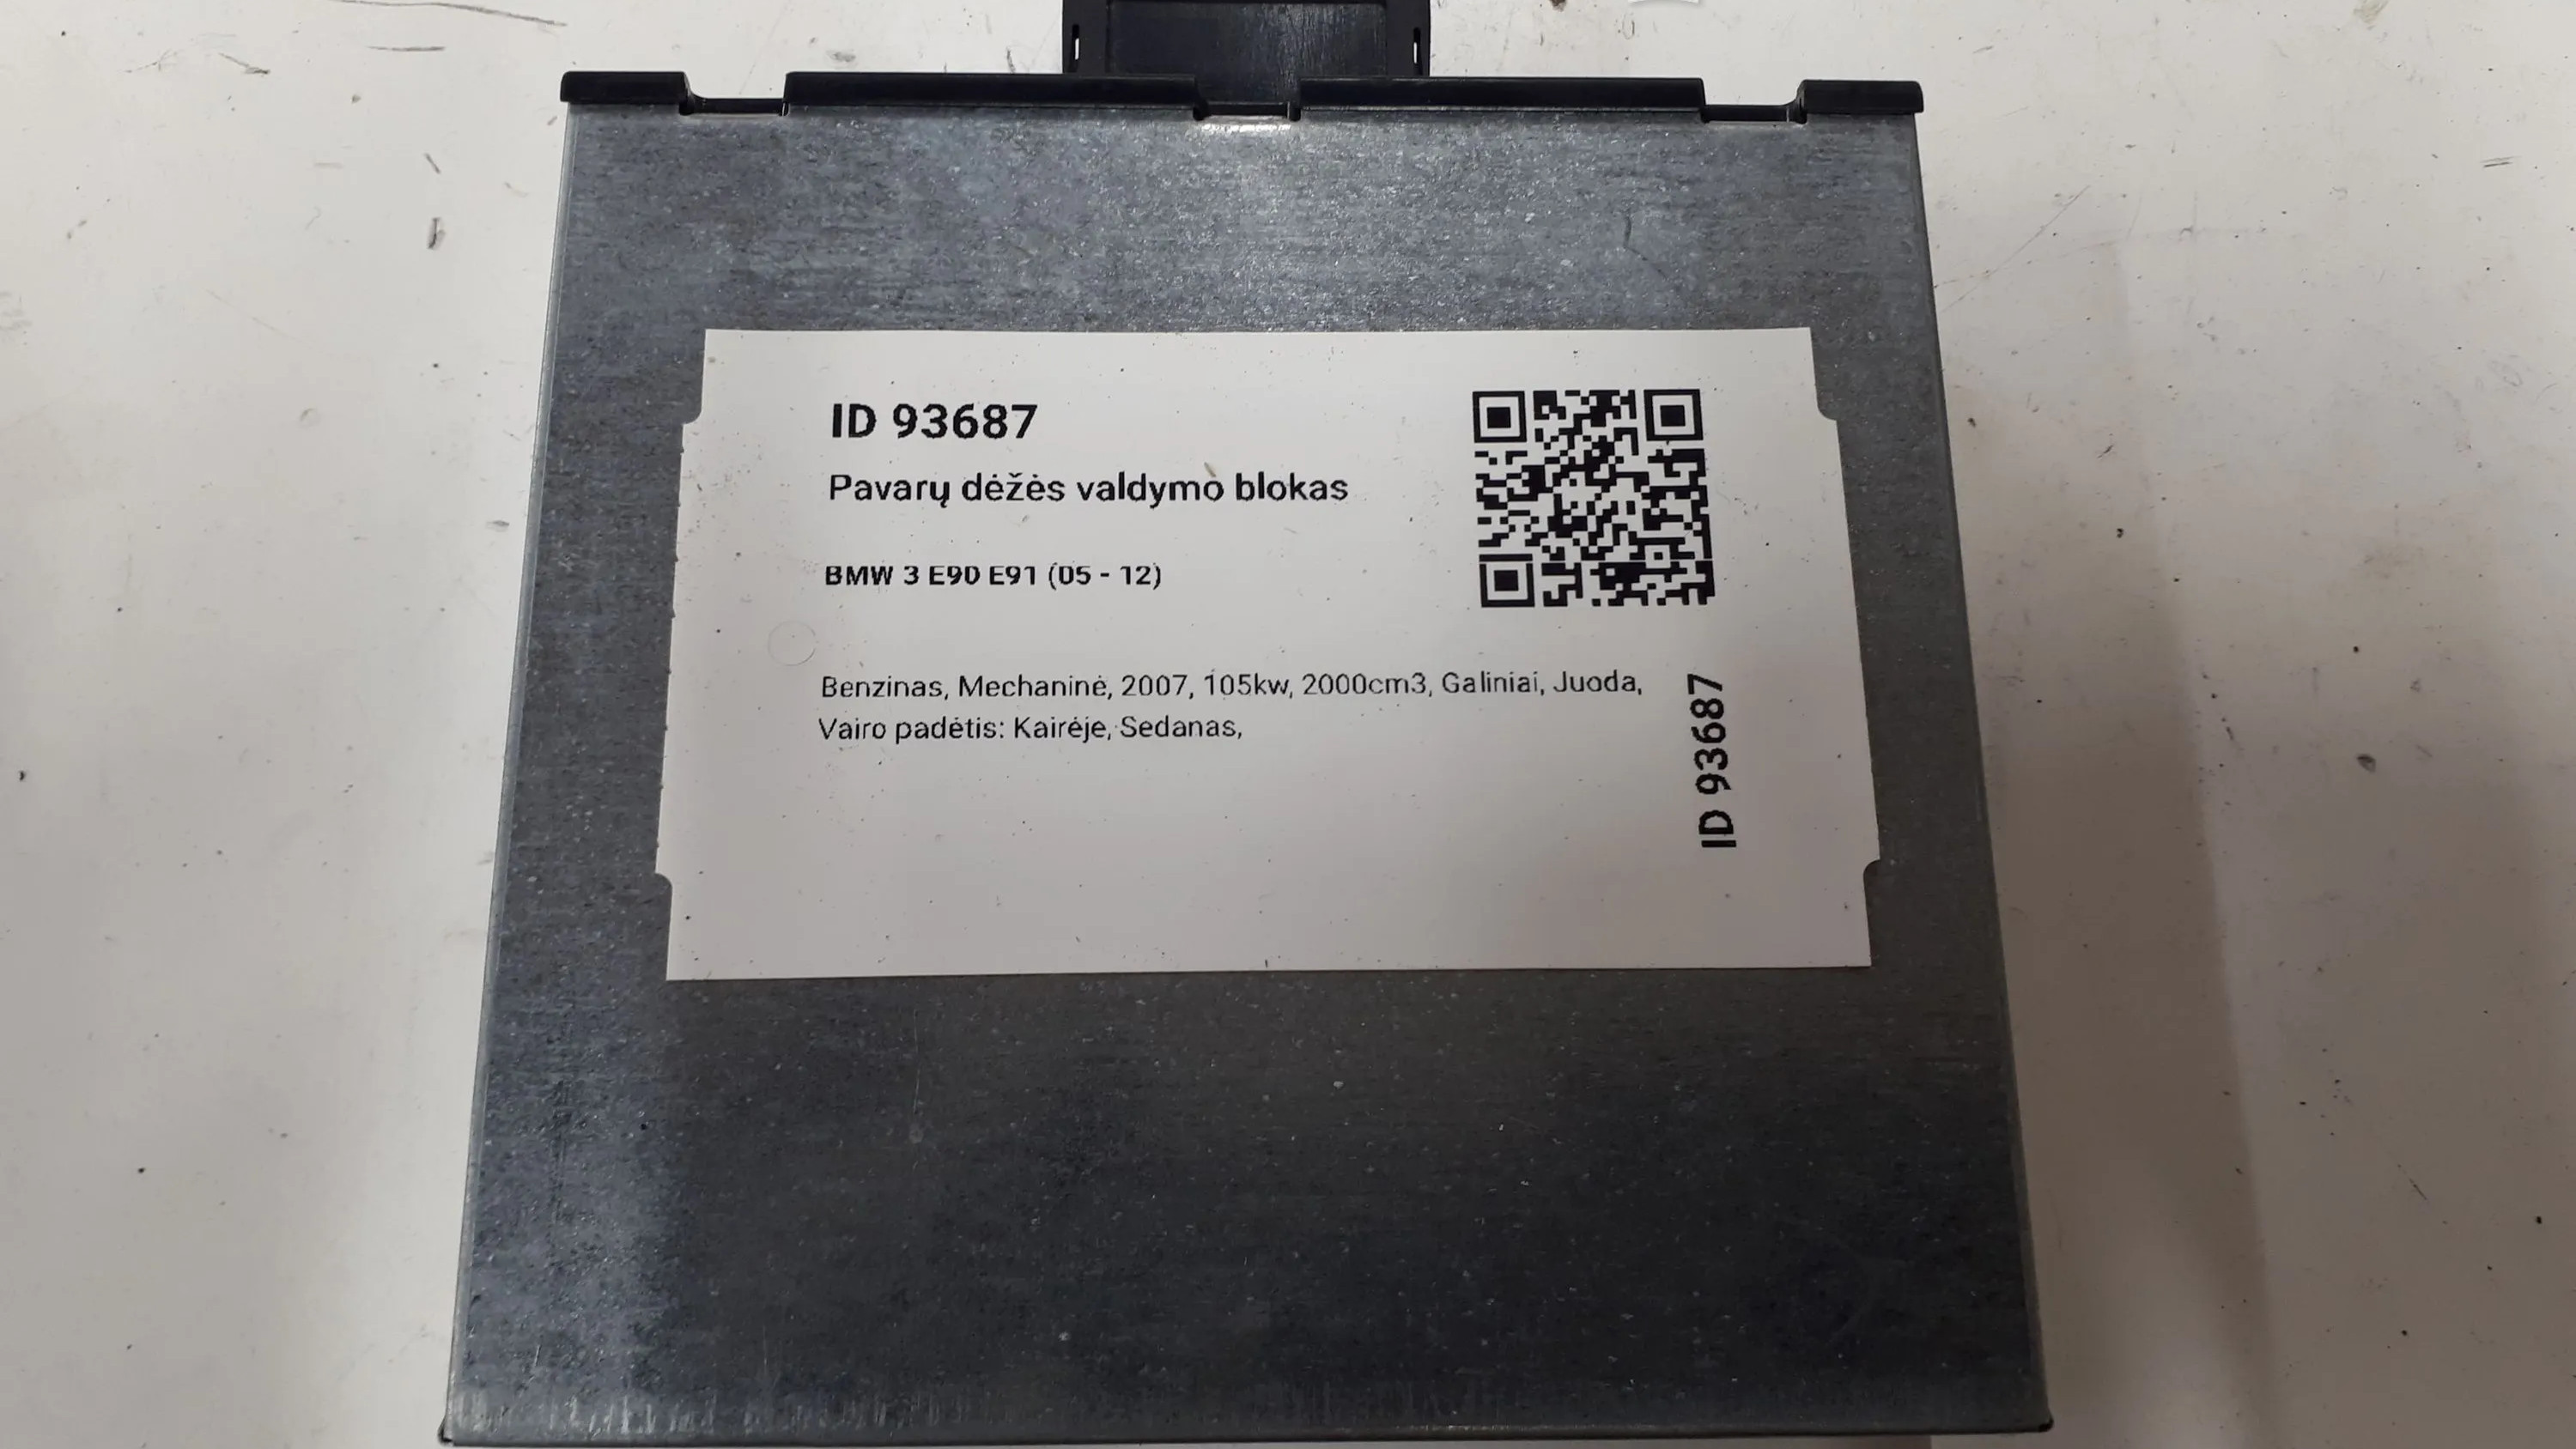 ID 93687
Pavarų dėžės valdymo blokas
BMW 3 E90 E91 (05 - 12)
Benzinas, Mechaninė, 2007, 105kw, 2000cm3, Galiniai, Juoda,
Vairo padėtis: Kairėje, Sedanas,
ID 93687